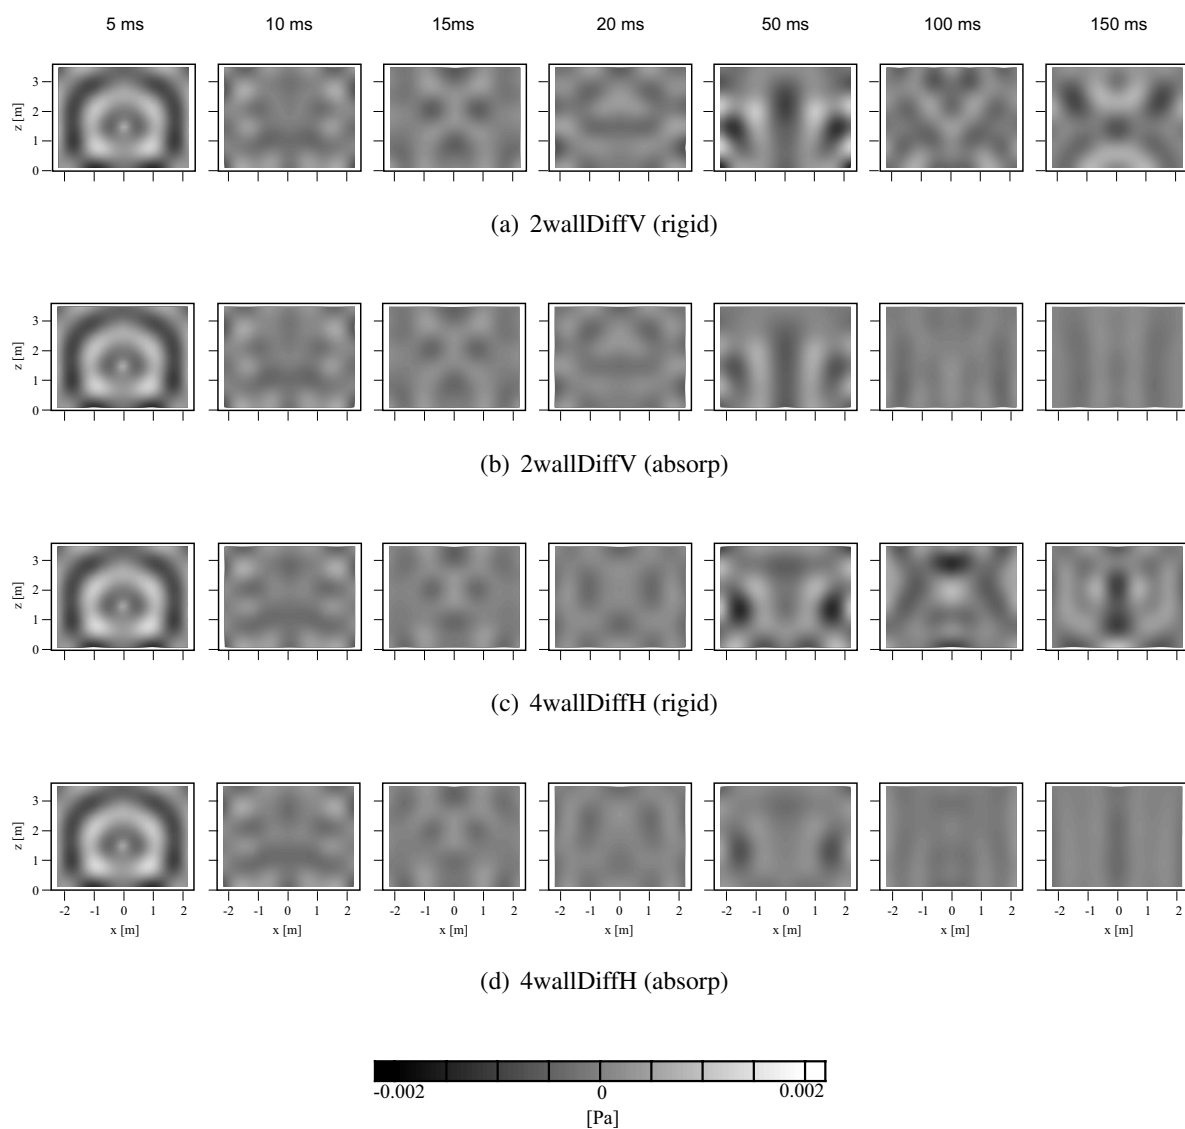 5 ms 10 ms 15ms 20 ms 50 ms 100 ms 150 ms
3
2
z [m]
1
0
(a) 2wallDiffV (rigid)
3
2
z [m]
1
0
(b) 2wallDiffV (absorp)
3
2
z [m]
1
0
(c) 4wallDiffH (rigid)
3
2
z [m]
1
0
-2 -1 0 1 2 -2 -1 0 1 2 -2 -1 0 1 2 -2 -1 0 1 2 -2 -1 0 1 2 -2 -1 0 1 2 -2 -1 0 1 2
x [m] x [m] x [m] x [m] x [m] x [m] x [m]
(d) 4wallDiffH (absorp)
-0.002 0 0.002
[Pa]